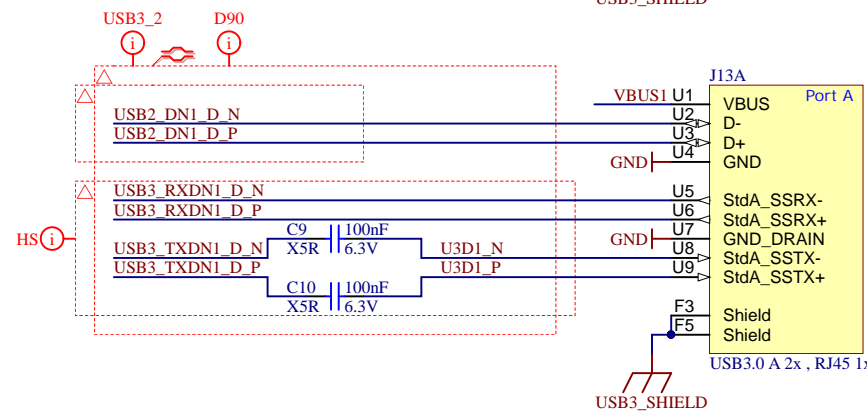 USB3_SHIELD
USB3_2 D90
i i
J13A
VBUS1 U1 VBUS Port A
USB2_DN1_D_N U2 D-
USB2_DN1_D_P U3 D+
GND U4 GND
USB3_RXDN1_D_N U5 StdA_SSRX-
USB3_RXDN1_D_P U6 StdA_SSRX+
HS i
C9 100nF GND U7 GND_DRAIN
USB3_TXDN1_D_N X5R 6.3V U3D1_N U8 StdA_SSTX-
USB3_TXDN1_D_P U3D1_P U9 StdA_SSTX+
C10 100nF
X5R 6.3V
F3 Shield
F5 Shield
USB3.0 A 2x , RJ45 1x
USB3_SHIELD